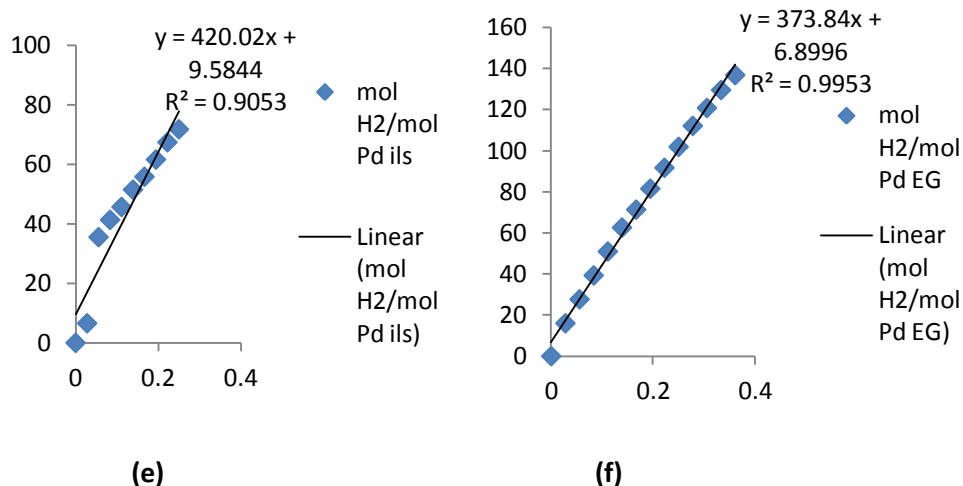 y = 420.02x +
9.5844
R² = 0.9053
100
80
60
40
20
0
0
0.2
0.4
mol
H2/mol
Pd ils
Linear
(mol
H2/mol
Pd ils)
(e)
y = 373.84x +
6.8996
R² = 0.9953
160
140
120
100
80
60
40
20
0
0
0.2
0.4
mol
H2/mol
Pd EG
Linear
(mol
H2/mol
Pd EG)
(f)